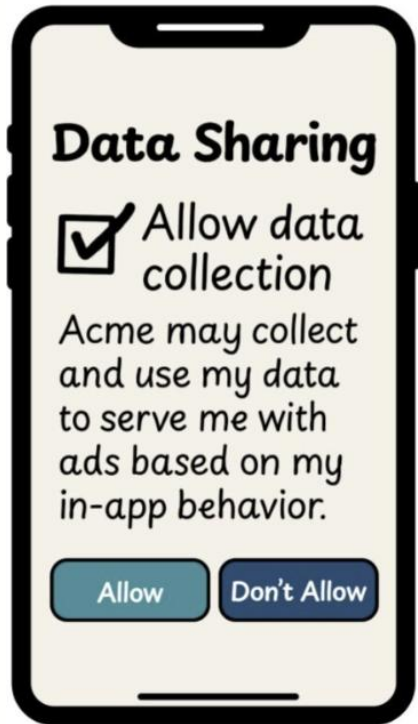 Data Sharing
Allow data
collection
Acme may collect
and use my data
to serve me with
ads based on my
in-app behavior.
Allow
Don't Allow